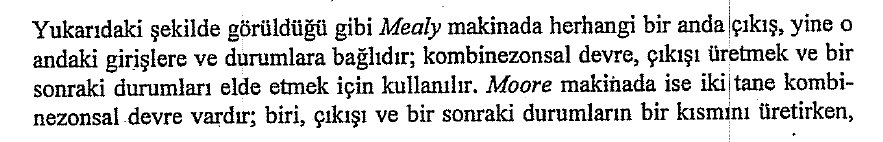 Yukarıdaki şekilde görüldüğü gibi Mealy makinada herhangi bir anda çıkış, yine o
andaki girişlere ve durumlara bağlıdır; kombinezonsal devre, çıkışı üretmek ve bir
sonraki durumları elde etmek için kullanılır. Moore makinada ise iki tane kombi-
nezonsal devre vardır; biri, çıkışı ve bir sonraki durumların bir kısmını üretirken,